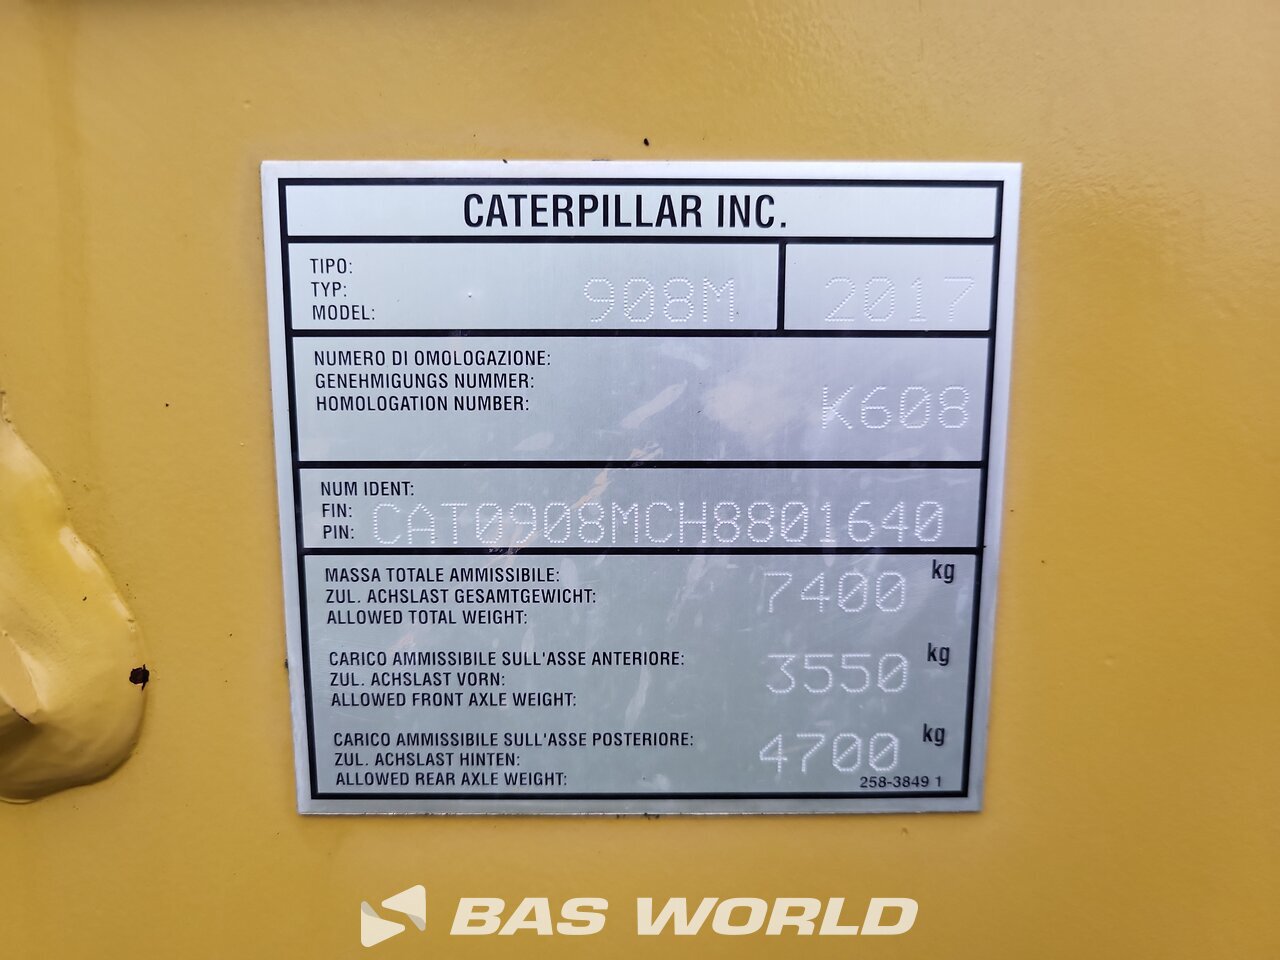 CATERPILLAR INC.
TIPO:
TYP:
MODEL: 908M 2017
NUMERO DI OMOLOGAZIONE:
GENEHMIGUNGS NUMMER:
HOMOLOGATION NUMBER: K608
NUM IDENT:
FIN:
PIN: CAT0908MCH8801640
MASSA TOTALE AMMISSIBILE:
ZUL. ACHSLAST GESAMTGEWICHT: 7400 kg
ALLOWED TOTAL WEIGHT:
CARICO AMMISSIBILE SULL'ASSE ANTERIORE:
ZUL. ACHSLAST VORN: 3550 kg
ALLOWED FRONT AXLE WEIGHT:
CARICO AMMISSIBILE SULL'ASSE POSTERIORE:
ZUL. ACHSLAST HINTEN: 4700 kg
ALLOWED REAR AXLE WEIGHT:
258-3849 1
BAS WORLD